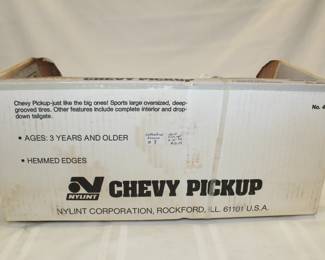 CHEVY PICKUP
Chevy Pickup-just like the big ones! Sports large oversized, deep-
grooved tires. Other features include complete interior and drop-
down tailgate.
No. 4
• AGES: 3 YEARS AND OLDER
• HEMMED EDGES
NYLINT
CHEVY PICKUP
NYLINT CORPORATION, ROCKFORD, ILL. 61101 U.S.A.